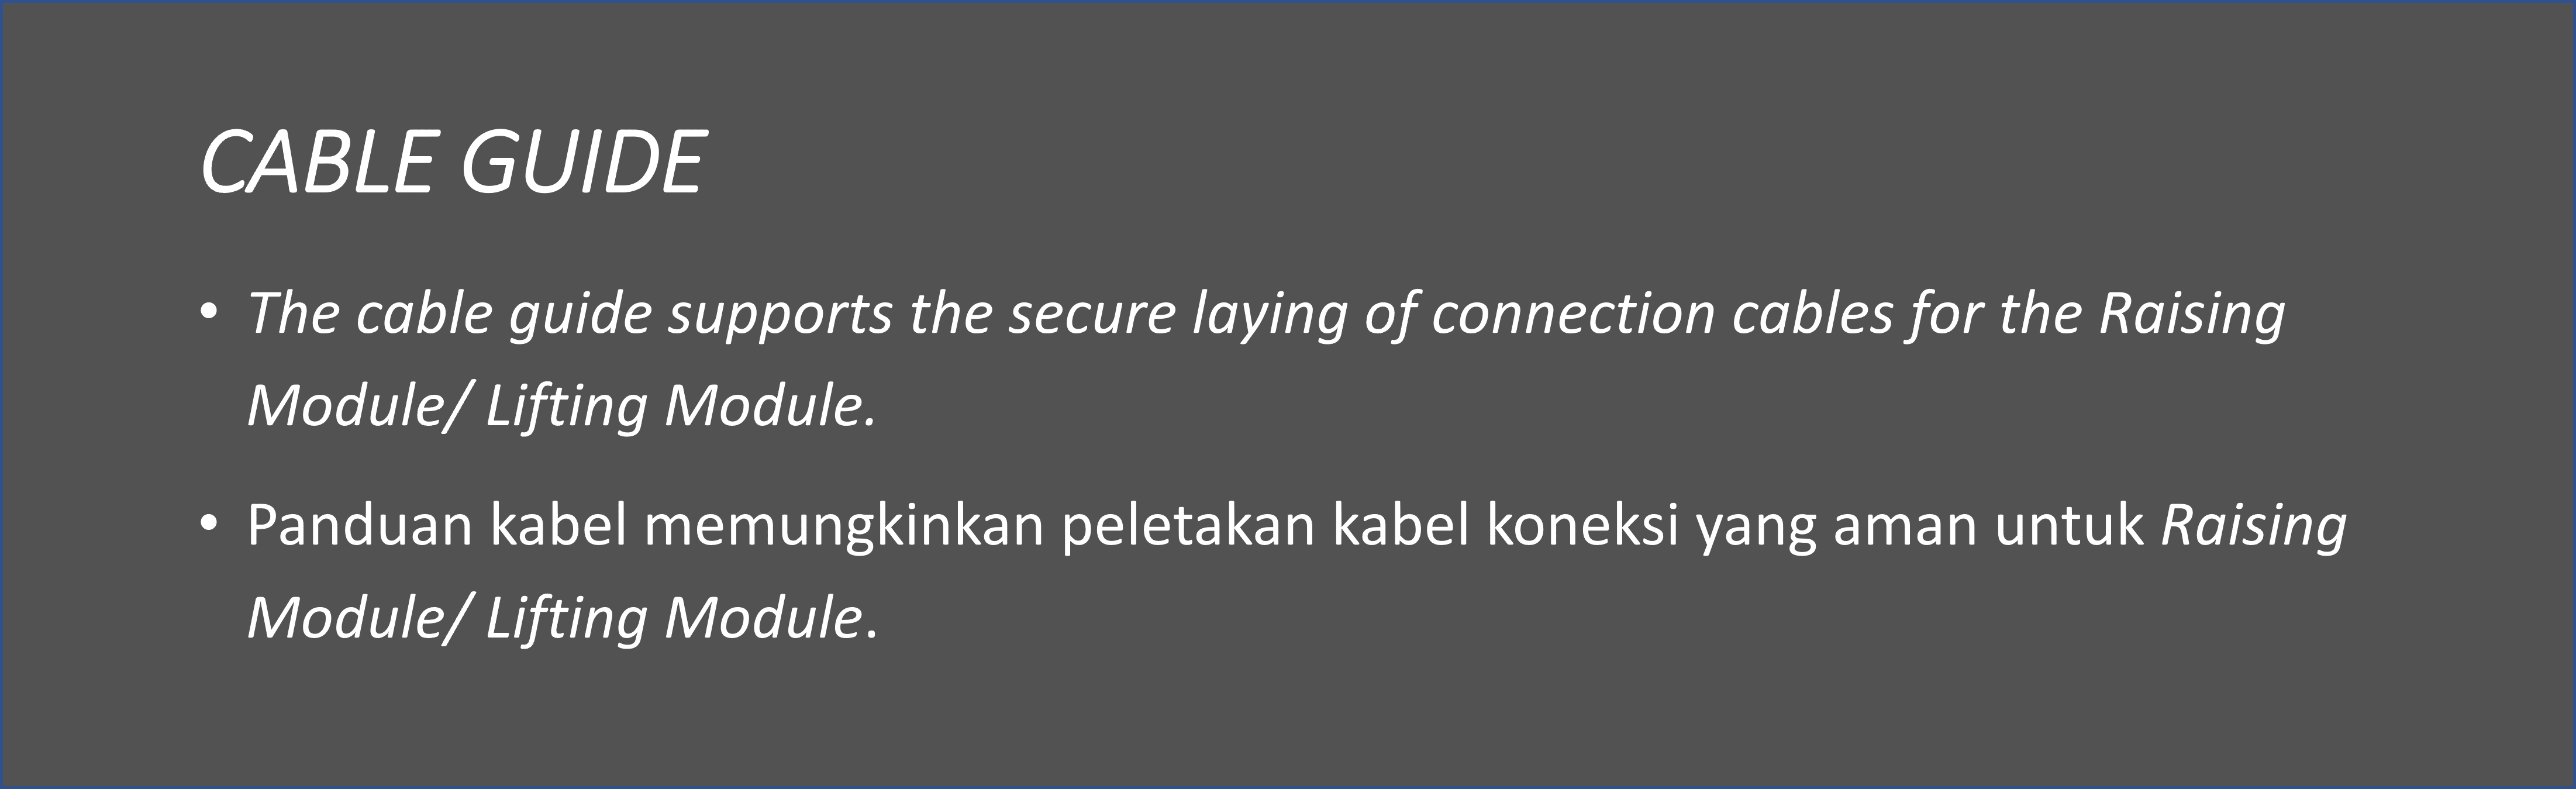 CABLE GUIDE
• The cable guide supports the secure laying of connection cables for the Raising
Module/ Lifting Module.
• Panduan kabel memungkinkan peletakan kabel koneksi yang aman untuk Raising
Module/ Lifting Module.